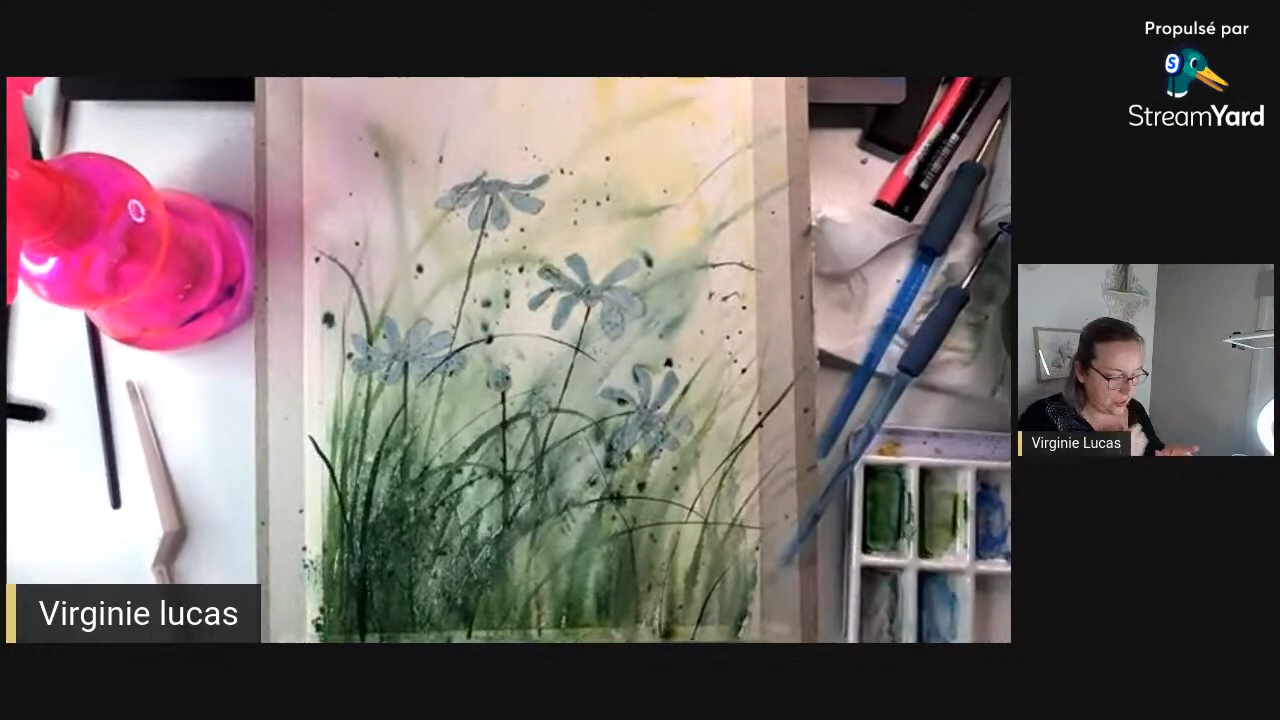 Propulsé par
S
StreamYard
Virginie Lucas
Virginie lucas